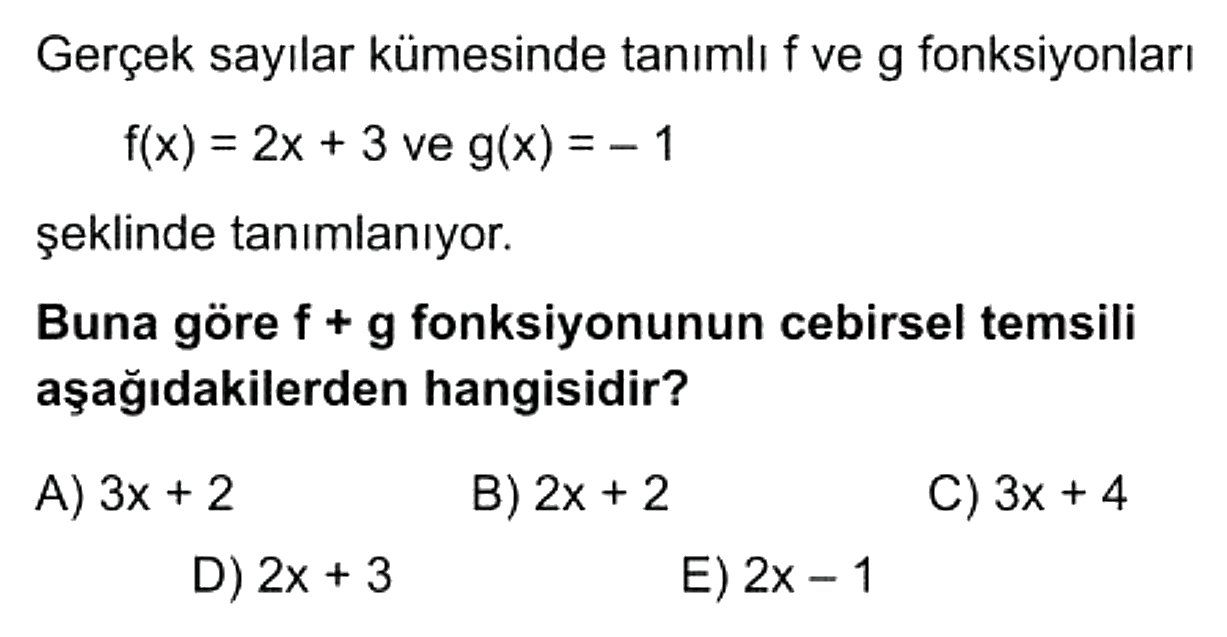 Gerçek sayılar kümesinde tanımlı f ve g fonksiyonları
f(x) = 2x + 3 ve g(x) = – 1
şeklinde tanımlanıyor.
Buna göre f + g fonksiyonunun cebirsel temsili
aşağıdakilerden hangisidir?
A) 3x + 2 B) 2x + 2 C) 3x + 4
D) 2x + 3 E) 2x – 1